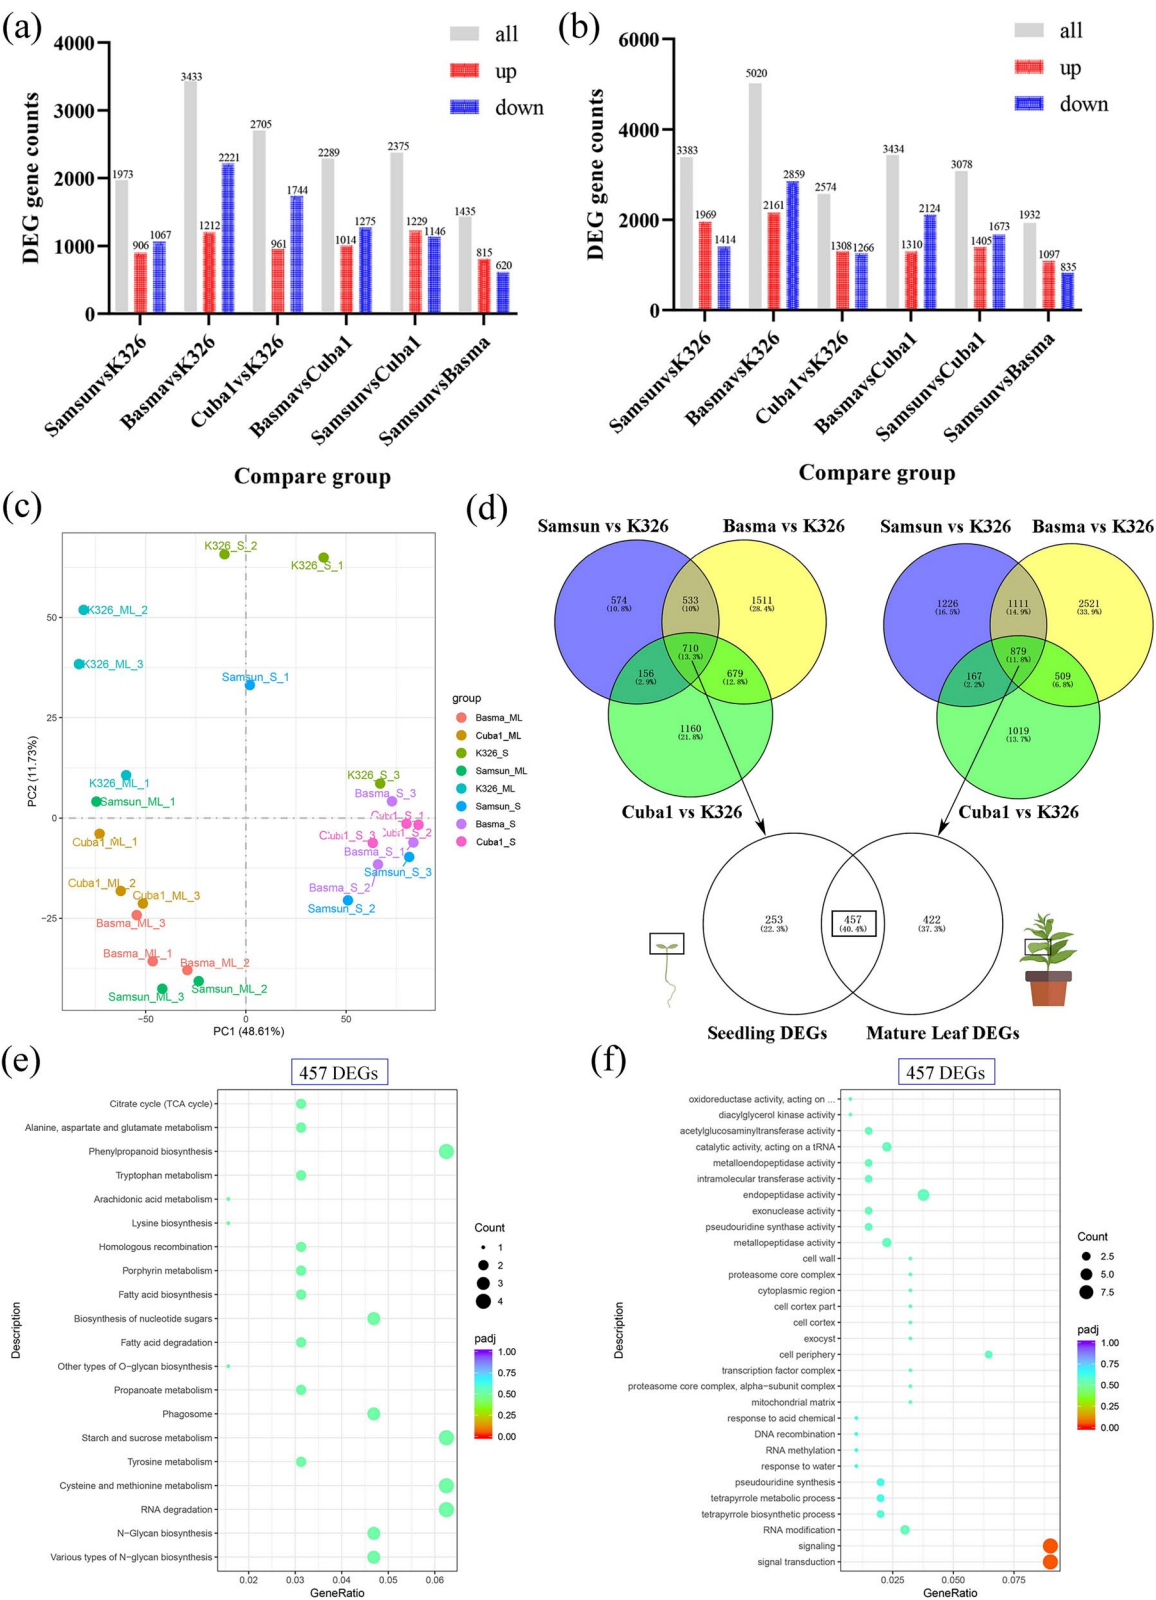 (a)
DEG gene counts
4000
3000
2000
1000
0
all
up
down
1973
906
1067
3433
1212
2221
2705
961
1744
2289
1014
1275
2375
1229
1146
1435
815
620
SamsunvsK326
BasmavsK326
Cuba1vsK326
BasmavsCuba1
SamsunvsCuba1
SamsunvsBasma
Compare group
(b)
DEG gene counts
6000
4000
2000
0
all
up
down
3383
1969
1414
5020
2161
2859
2574
1308
1266
3434
1310
2124
3078
1405
1673
1932
1097
835
SamsunvsK326
BasmavsK326
Cuba1vsK326
BasmavsCuba1
SamsunvsCuba1
SamsunvsBasma
Compare group
(c)
PC2 (11.73%)
50
25
0
−25
K326_S_2
K326_S_1
K326_ML_2
K326_ML_3
Samsun_S_1
K326_ML_1
Samsun_ML_1
K326_S_3
Basma_S_3
Cuba1_S_1
Cuba1_S_2
Cuba1_S_3
Cuba1_ML_1
Basma_S_1
Samsun_S_3
Cuba1_ML_2
Cuba1_ML_3
Basma_S_2
Samsun_S_2
Basma_ML_3
Basma_ML_1
Basma_ML_2
Samsun_ML_3
Samsun_ML_2
−50
0
50
PC1 (48.61%)
group
Basma_ML
Cuba1_ML
K326_S
Samsun_ML
K326_ML
Samsun_S
Basma_S
Cuba1_S
(d)
Samsun vs K326
Basma vs K326
574
(10.8%)
533
(10%)
1511
(28.4%)
710
(13.3%)
156
(2.9%)
679
(12.8%)
1160
(21.8%)
Cuba1 vs K326
Samsun vs K326
Basma vs K326
1226
(16.5%)
1111
(14.9%)
2521
(33.9%)
879
(11.8%)
167
(2.2%)
509
(6.8%)
1019
(13.7%)
Cuba1 vs K326
253
(22.3%)
457
(40.4%)
422
(37.3%)
Seedling DEGs
Mature Leaf DEGs
(e)
457 DEGs
Description
Citrate cycle (TCA cycle)
Alanine, aspartate and glutamate metabolism
Phenylpropanoid biosynthesis
Tryptophan metabolism
Arachidonic acid metabolism
Lysine biosynthesis
Homologous recombination
Porphyrin metabolism
Fatty acid biosynthesis
Biosynthesis of nucleotide sugars
Fatty acid degradation
Other types of O−glycan biosynthesis
Propanoate metabolism
Phagosome
Starch and sucrose metabolism
Tyrosine metabolism
Cysteine and methionine metabolism
RNA degradation
N−Glycan biosynthesis
Various types of N−glycan biosynthesis
0.02
0.03
0.04
0.05
0.06
GeneRatio
Count
1
2
3
4
padj
1.00
0.75
0.50
0.25
0.00
(f)
457 DEGs
Description
oxidoreductase activity, acting on ...
diacylglycerol kinase activity
acetylglucosaminyltransferase activity
catalytic activity, acting on a tRNA
metalloendopeptidase activity
intramolecular transferase activity
endopeptidase activity
exonuclease activity
pseudouridine synthase activity
metallopeptidase activity
cell wall
proteasome core complex
cytoplasmic region
cell cortex part
cell cortex
exocyst
cell periphery
transcription factor complex
proteasome core complex, alpha−subunit complex
mitochondrial matrix
response to acid chemical
DNA recombination
RNA methylation
response to water
pseudouridine synthesis
tetrapyrrole metabolic process
tetrapyrrole biosynthetic process
RNA modification
signaling
signal transduction
0.025
0.050
0.075
GeneRatio
Count
2.5
5.0
7.5
padj
1.00
0.75
0.50
0.25
0.00